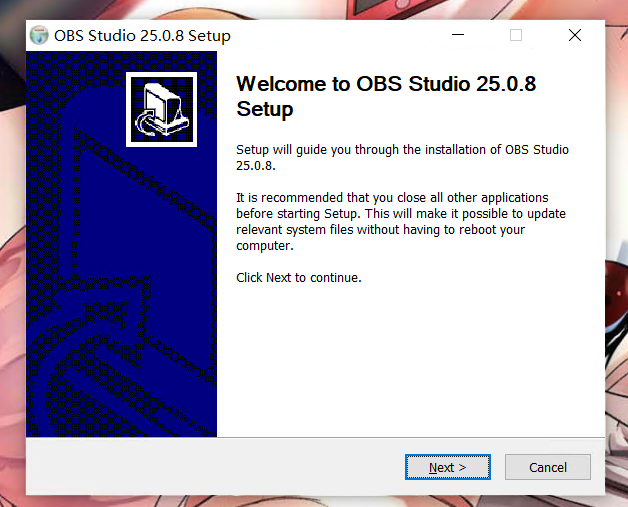 OBS Studio 25.0.8 Setup
Welcome to OBS Studio 25.0.8
Setup
Setup will guide you through the installation of OBS Studio
25.0.8.
It is recommended that you close all other applications
before starting Setup. This will make it possible to update
relevant system files without having to reboot your
computer.
Click Next to continue.
Next >
Cancel